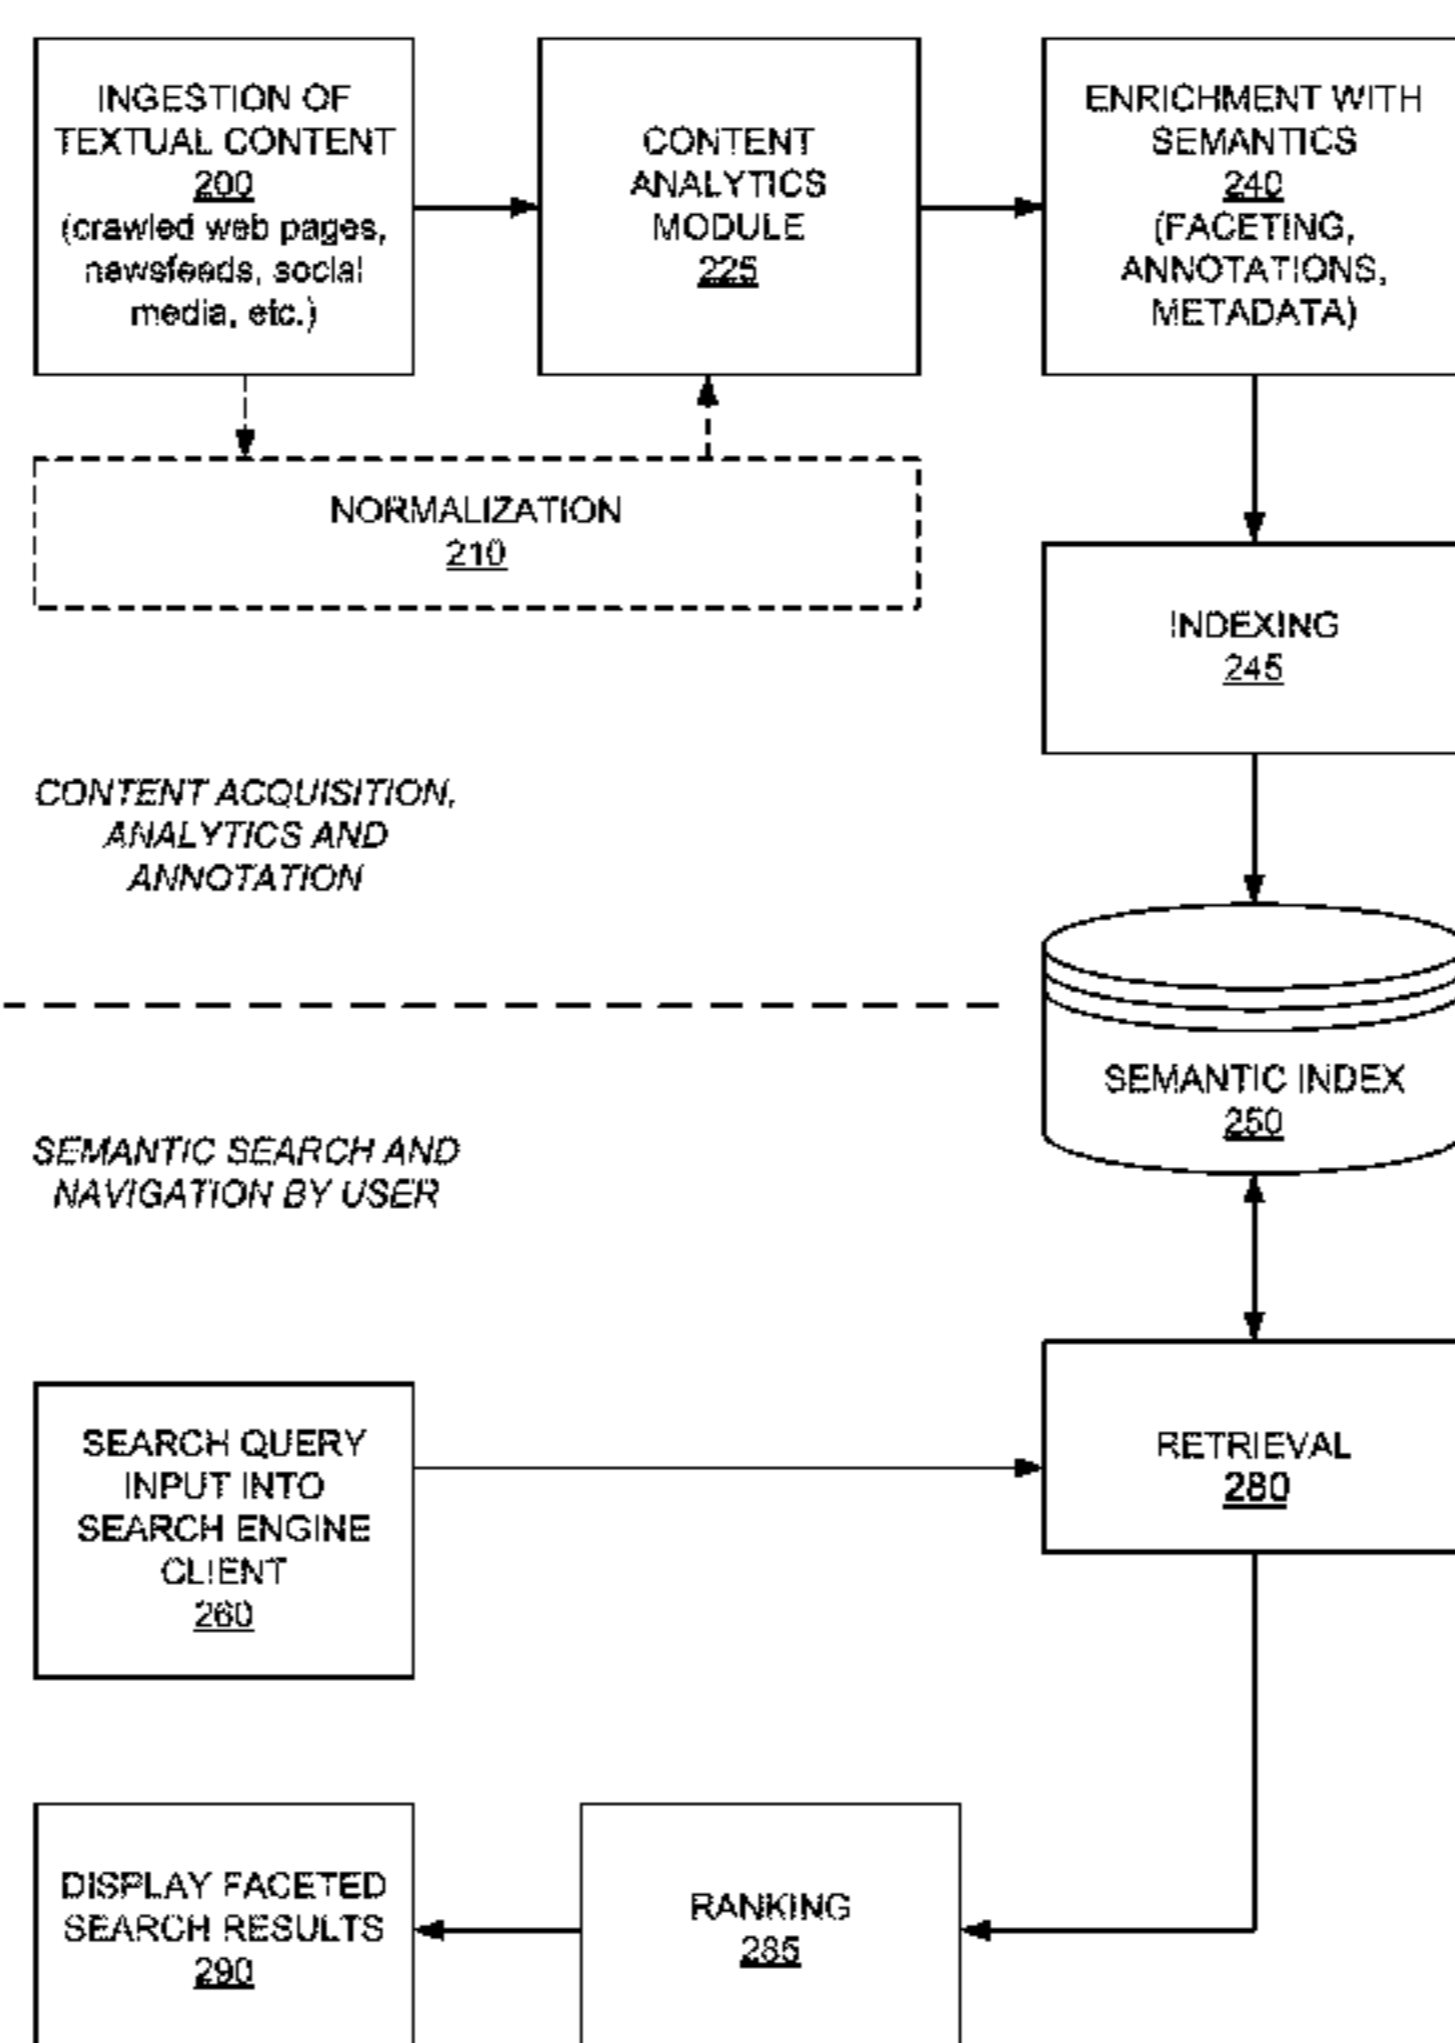 INGESTION OF
TEXTUAL CONTENT
200
(crawled web pages,
newsfeeds, social
media, etc.)
CONTENT
ANALYTICS
MODULE
225
ENRICHMENT WITH
SEMANTICS
240
(FACETING,
ANNOTATIONS,
METADATA)
NORMALIZATION
210
INDEXING
245
CONTENT ACQUISITION,
ANALYTICS AND
ANNOTATION
SEMANTIC INDEX
250
SEMANTIC SEARCH AND
NAVIGATION BY USER
SEARCH QUERY
INPUT INTO
SEARCH ENGINE
CLIENT
260
RETRIEVAL
280
DISPLAY FACETED
SEARCH RESULTS
290
RANKING
285